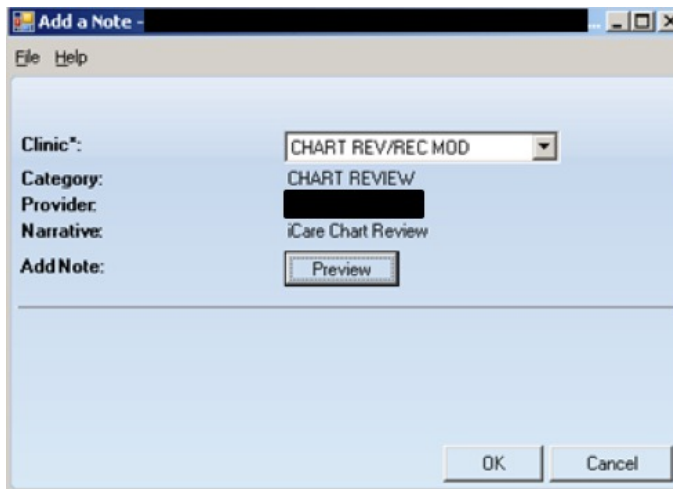 Add a Note - ...
File Help
Clinic*: CHART REV/REC MOD
Category: CHART REVIEW
Provider:
Narrative: iCare Chart Review
Add Note: Preview
OK Cancel